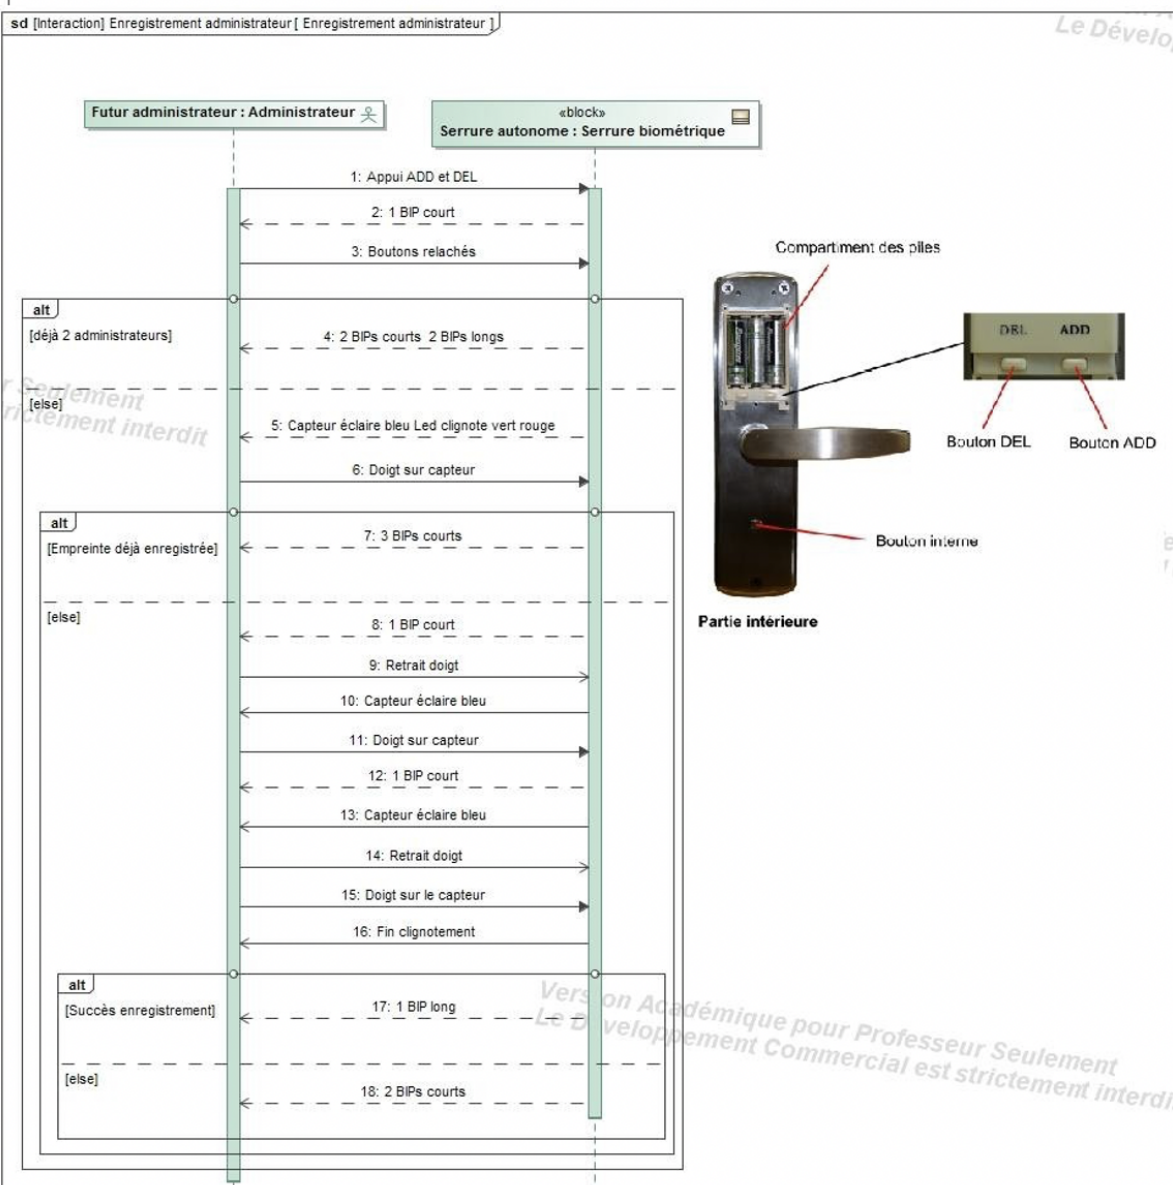 sd [Interaction] Enregistrement administrateur [ Enregistrement administrateur ]
Le Dévelo
Futur administrateur : Administrateur
«block»
Serrure autonome : Serrure biométrique
1: Appui ADD et DEL
2: 1 BIP court
3: Boutons relachés
alt
[déjà 2 administrateurs]
4: 2 BIPs courts 2 BIPs longs
[else]
5: Capteur éclaire bleu Led clignote vert rouge
6: Doigt sur capteur
alt
[Empreinte déjà enregistrée]
7: 3 BIPs courts
[else]
8: 1 BIP court
9: Retrait doigt
10: Capteur éclaire bleu
11: Doigt sur capteur
12: 1 BIP court
13: Capteur éclaire bleu
14: Retrait doigt
15: Doigt sur le capteur
16: Fin clignotement
alt
[Succès enregistrement]
17: 1 BIP long
[else]
18: 2 BIPs courts
Compartiment des piles
DEL ADD
Bouton DEL
Bouton ADD
Bouton interne
Partie intérieure
r Seulement
rictement interdit
Version Académique pour Professeur Seulement
Le Développement Commercial est strictement interdit